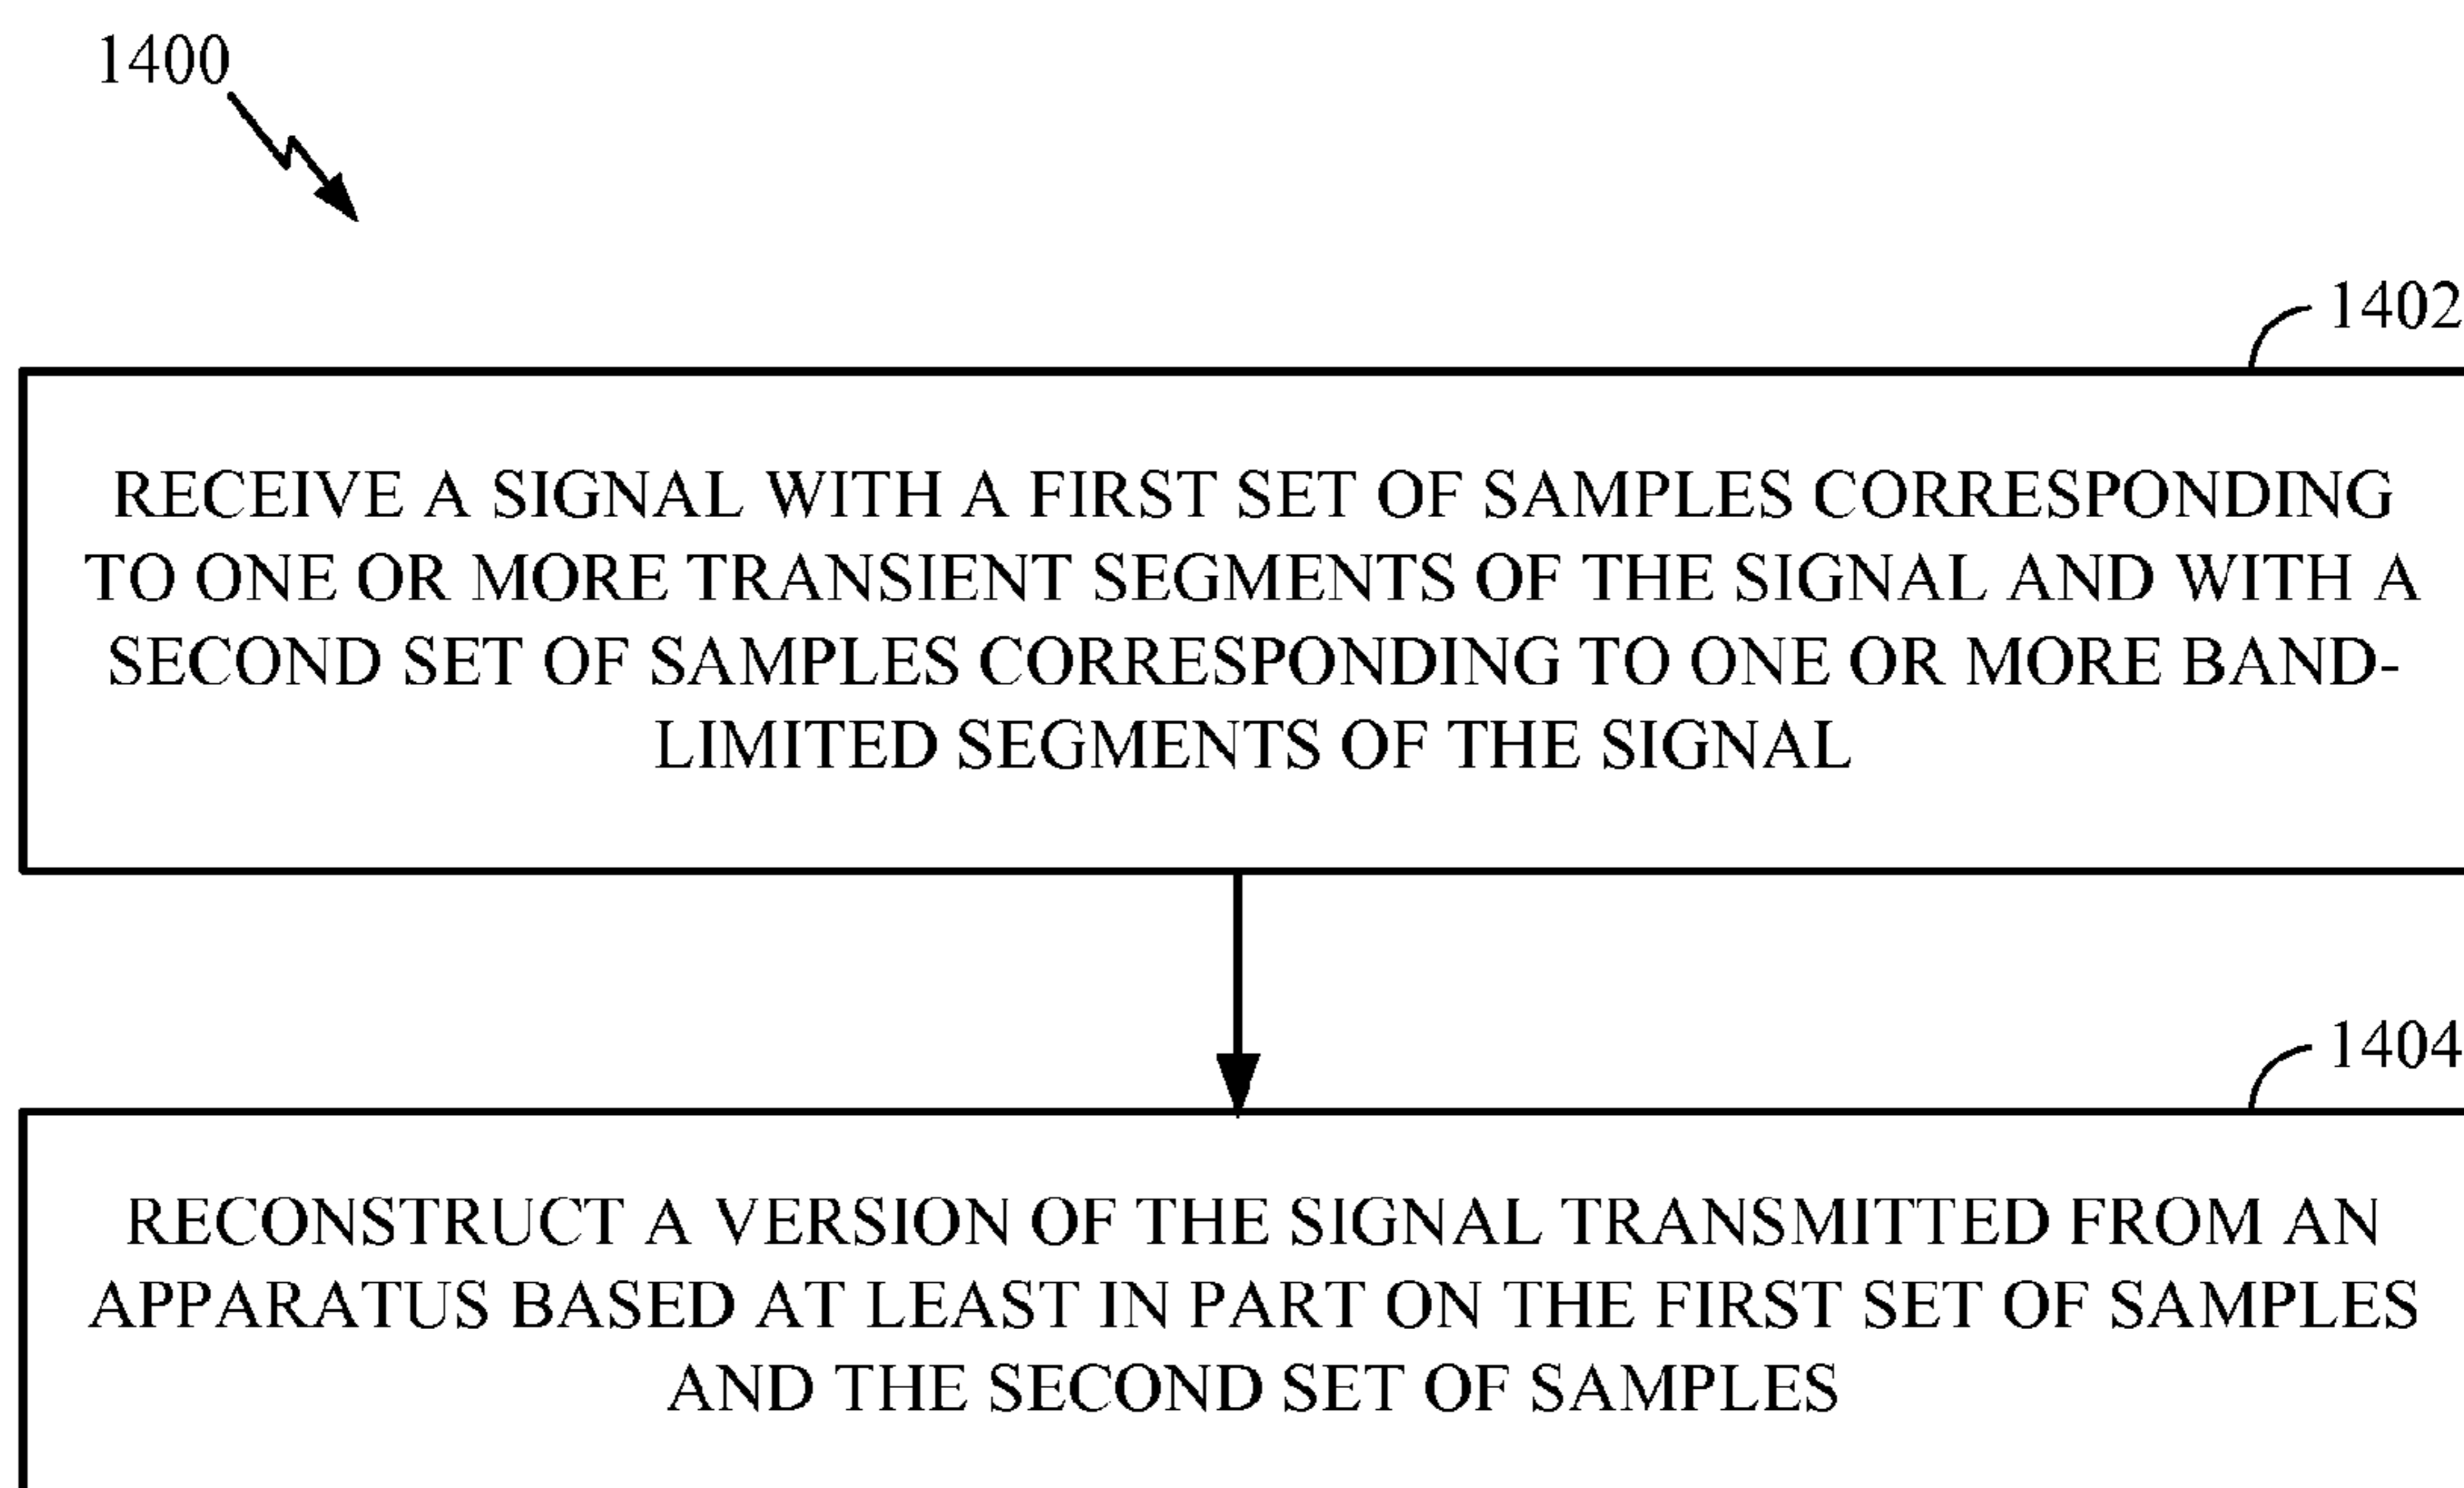 1400
1402
RECEIVE A SIGNAL WITH A FIRST SET OF SAMPLES CORRESPONDING
TO ONE OR MORE TRANSIENT SEGMENTS OF THE SIGNAL AND WITH A
SECOND SET OF SAMPLES CORRESPONDING TO ONE OR MORE BAND-
LIMITED SEGMENTS OF THE SIGNAL
1404
RECONSTRUCT A VERSION OF THE SIGNAL TRANSMITTED FROM AN
APPARATUS BASED AT LEAST IN PART ON THE FIRST SET OF SAMPLES
AND THE SECOND SET OF SAMPLES